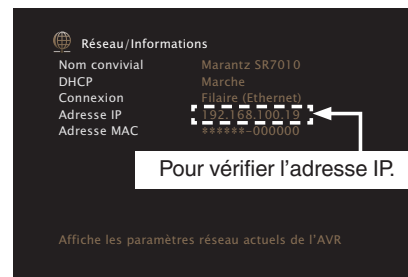 Réseau/Informations
Nom convivial Marantz SR7010
DHCP Marche
Connexion Filaire (Ethernet)
Adresse IP 192.168.100.19
Adresse MAC ******-000000
Pour vérifier l’adresse IP.
Affiche les paramètres réseau actuels de l’AVR